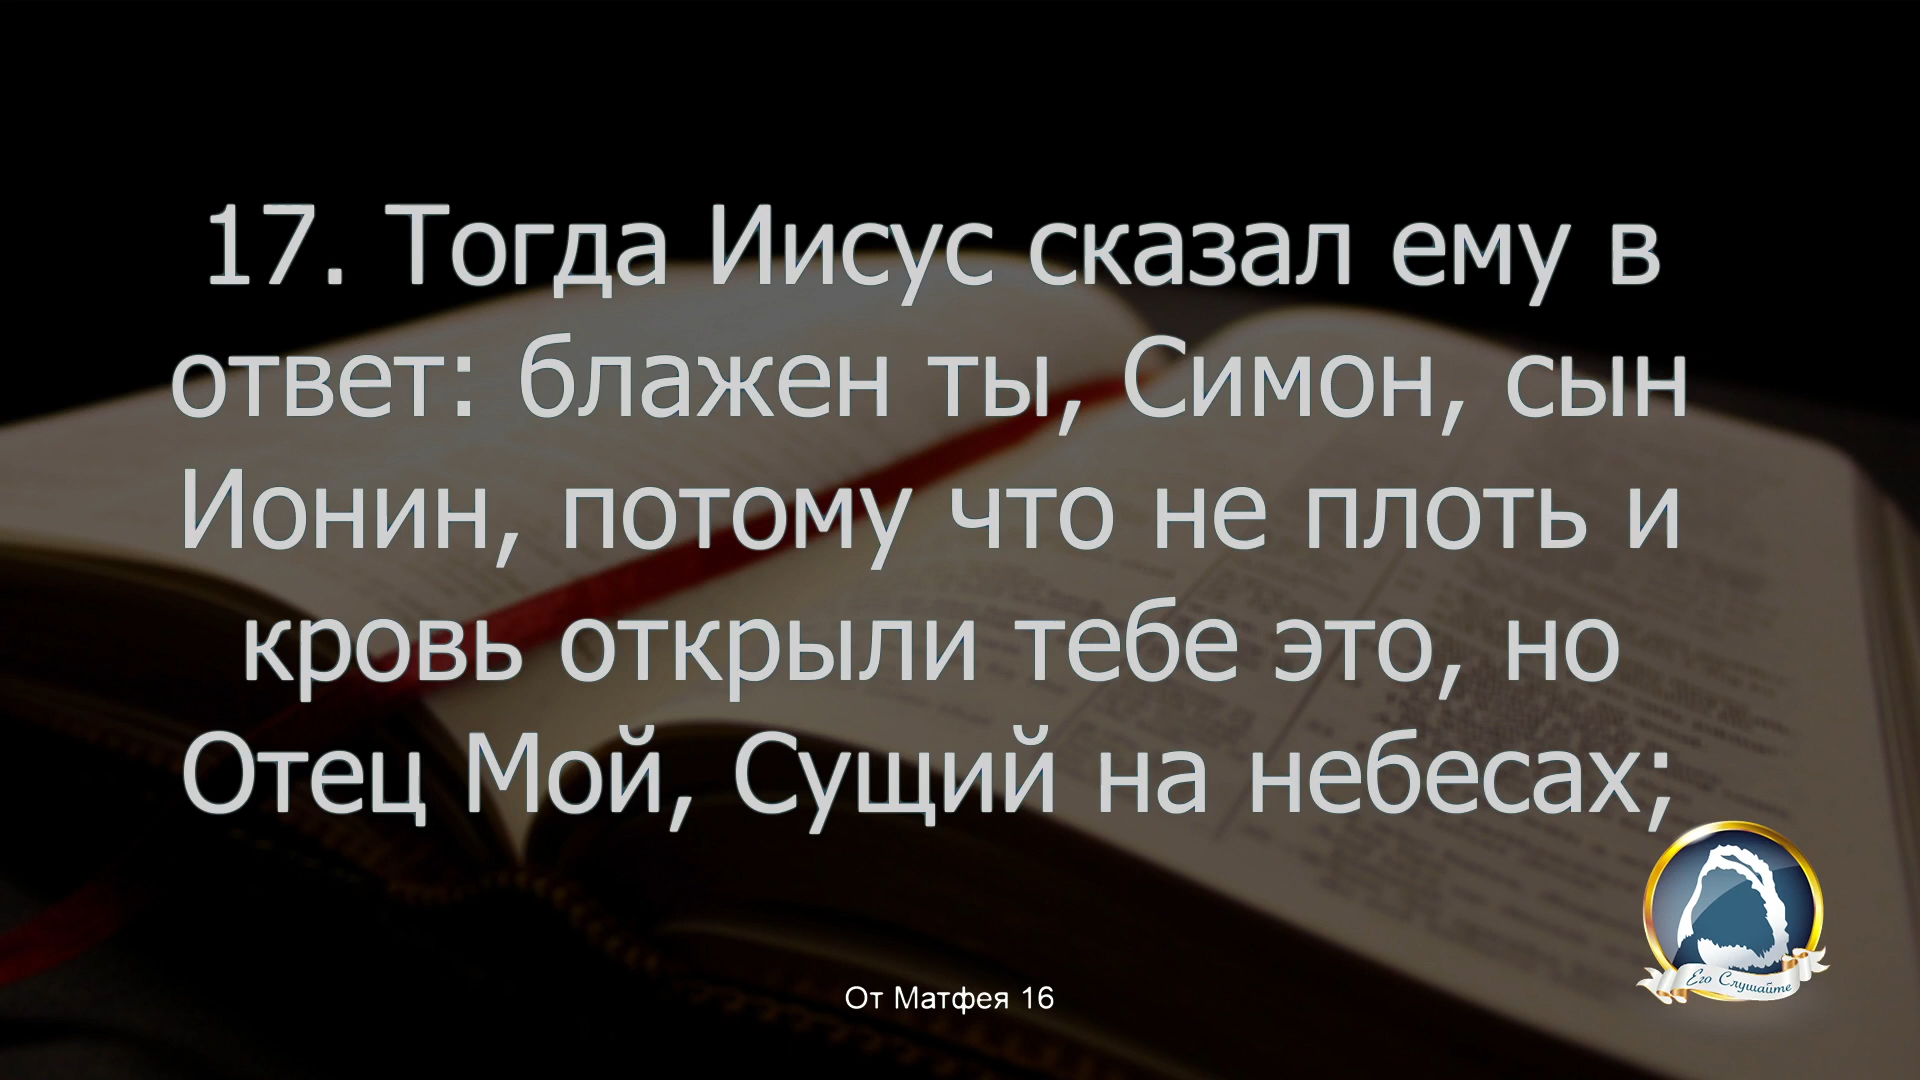 17. Тогда Иисус сказал ему в
ответ: блажен ты, Симон, сын
Ионин, потому что не плоть и
кровь открыли тебе это, но
Отец Мой, Сущий на небесах;
Его Слушайте
От Матфея 16